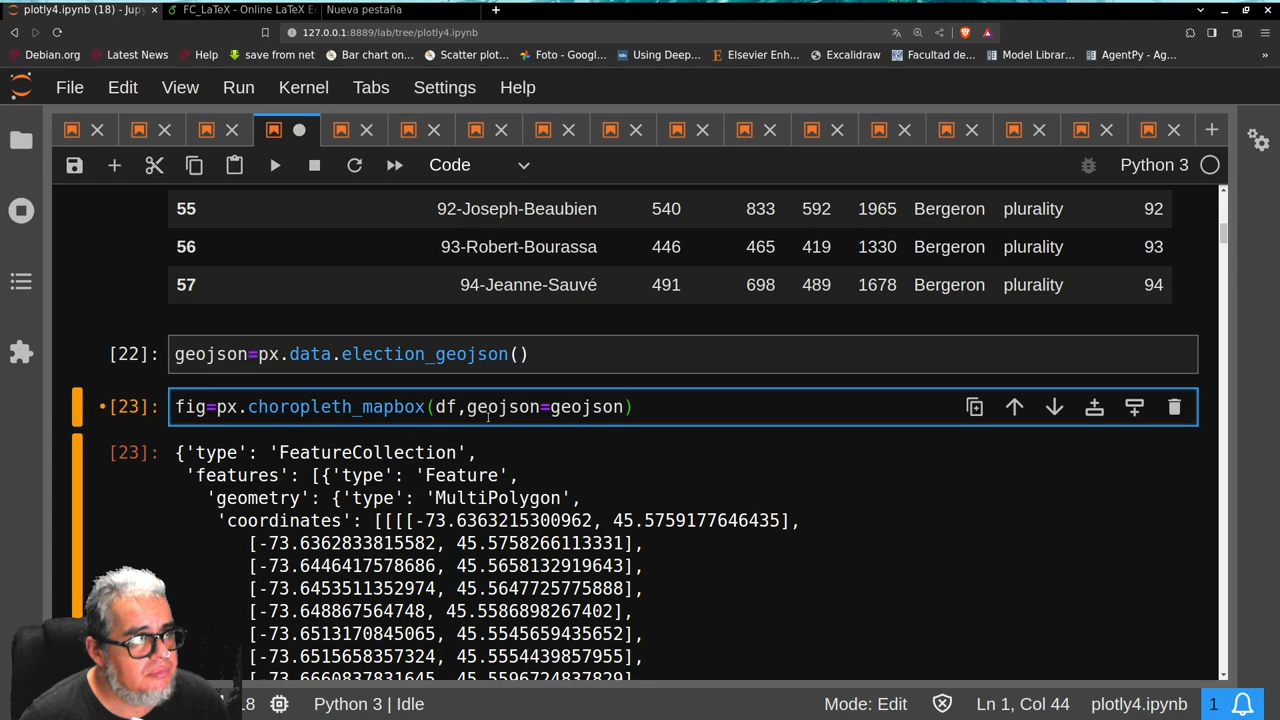 plotly4.ipynb (18) - Jup
FC_LaTeX - Online LaTeX E
Nueva pestaña
127.0.0.1:8889/lab/tree/plotly4.ipynb
Debian.org
Latest News
Help
save from net
Bar chart on...
Scatter plot...
Foto - Googl...
Using Deep...
Elsevier Enh...
Excalidraw
Facultad de...
Model Librar...
AgentPy - Ag...
File Edit View Run Kernel Tabs Settings Help
Code
Python 3
55 92-Joseph-Beaubien 540 833 592 1965 Bergeron plurality 92
56 93-Robert-Bourassa 446 465 419 1330 Bergeron plurality 93
57 94-Jeanne-Sauvé 491 698 489 1678 Bergeron plurality 94
[22]: geojson=px.data.election_geojson()
[23]: fig=px.choropleth_mapbox(df,geojson=geojson)
[23]: {'type': 'FeatureCollection',
'features': [{'type': 'Feature',
'geometry': {'type': 'MultiPolygon',
'coordinates': [[[[-73.6363215300962, 45.5759177646435],
[-73.6362833815582, 45.5758266113331],
[-73.6446417578686, 45.5658132919643],
[-73.6453511352974, 45.564772577588​8],
[-73.648867564748, 45.5586898267402],
[-73.6513170845065, 45.5545659435652],
[-73.6515658357324, 45.5554439857955],
[-73.6660837831645, 45.5596724837829],
.8
Python 3 | Idle
Mode: Edit
Ln 1, Col 44
plotly4.ipynb
1